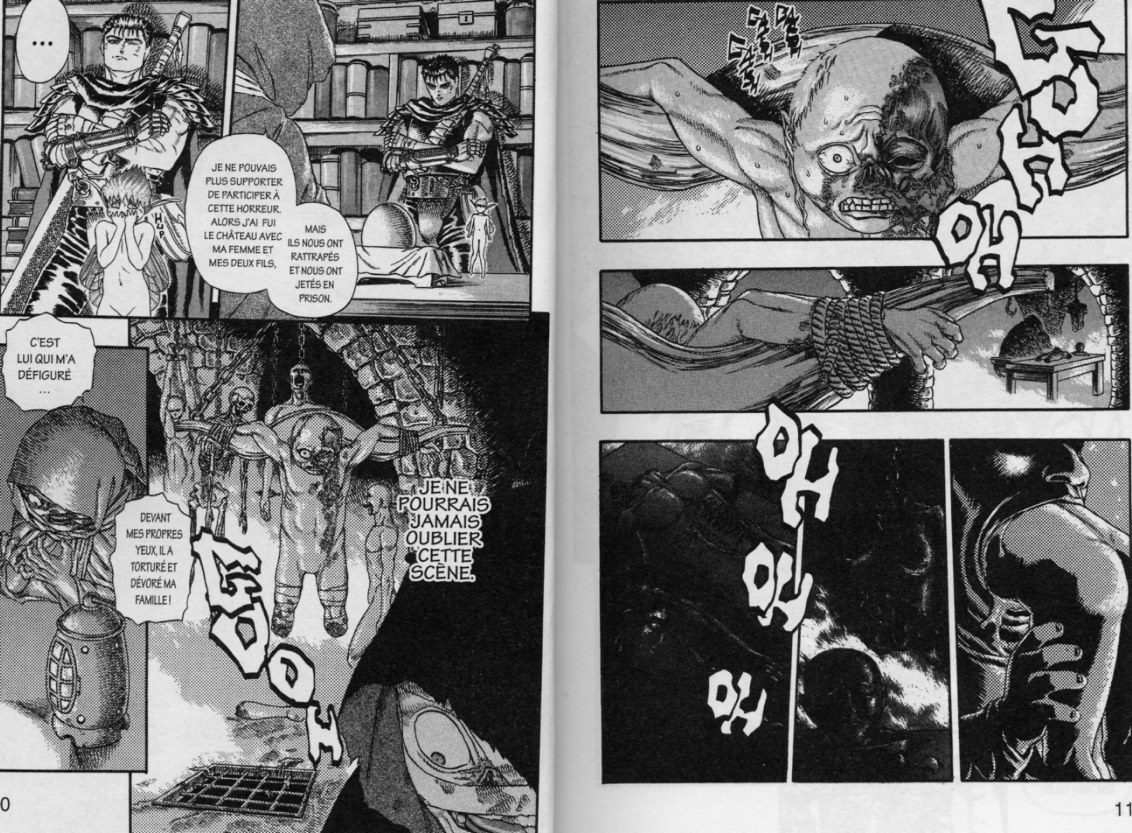 ...
HUP
JE NE POUVAIS
PLUS SUPPORTER
DE PARTICIPER À
CETTE HORREUR.
ALORS J'AI FUI
LE CHÂTEAU AVEC
MA FEMME ET
MES DEUX FILS,
MAIS
ILS NOUS ONT
RATTRAPÉS
ET NOUS ONT
JETÉS EN
PRISON.
C'EST
LUI QUI M'A
DÉFIGURÉ
...
DEVANT
MES PROPRES
YEUX, IL A
TORTURÉ ET
DÉVORÉ MA
FAMILLE !
JE NE
POURRAIS
JAMAIS
OUBLIER
CETTE
SCÈNE.
OH
OH
OH
OH
0
11